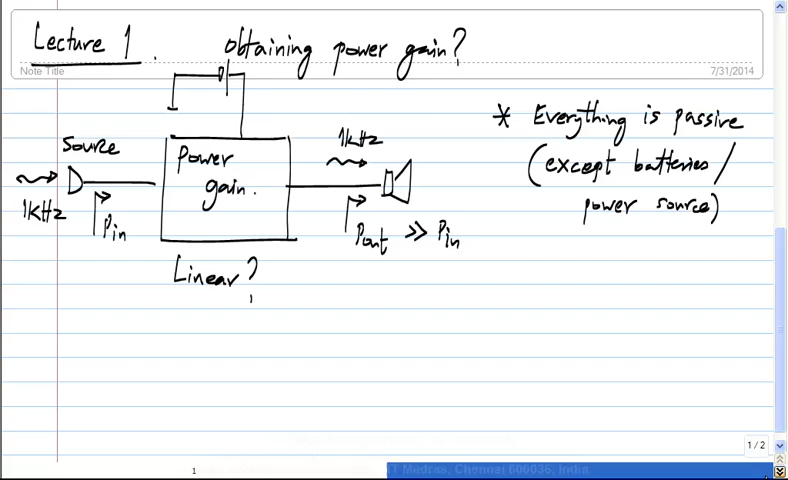 Lecture 1. obtaining power gain?
Note Title
7/31/2014
Source
1KHz
Pin
Power
gain.
1KHz
Pout >> Pin
Linear?
* Everything is passive
(except batteries/
power source)
1 / 2
1
IT Madras, Chennai 600036, India